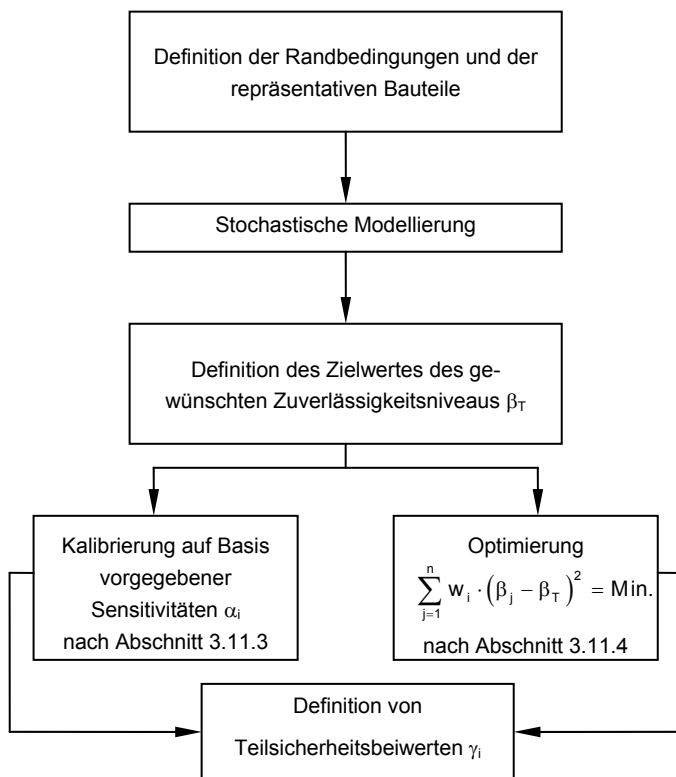 Definition der Randbedingungen und der
repräsentativen Bauteile
Stochastische Modellierung
Definition des Zielwertes des ge-
wünschten Zuverlässigkeitsniveaus β_T
Kalibrierung auf Basis
vorgegebener
Sensitivitäten α_i
nach Abschnitt 3.11.3
Optimierung
∑_{j=1}^{n} w_i · (β_j − β_T)^2 = Min.
nach Abschnitt 3.11.4
Definition von
Teilsicherheitsbeiwerten γ_i